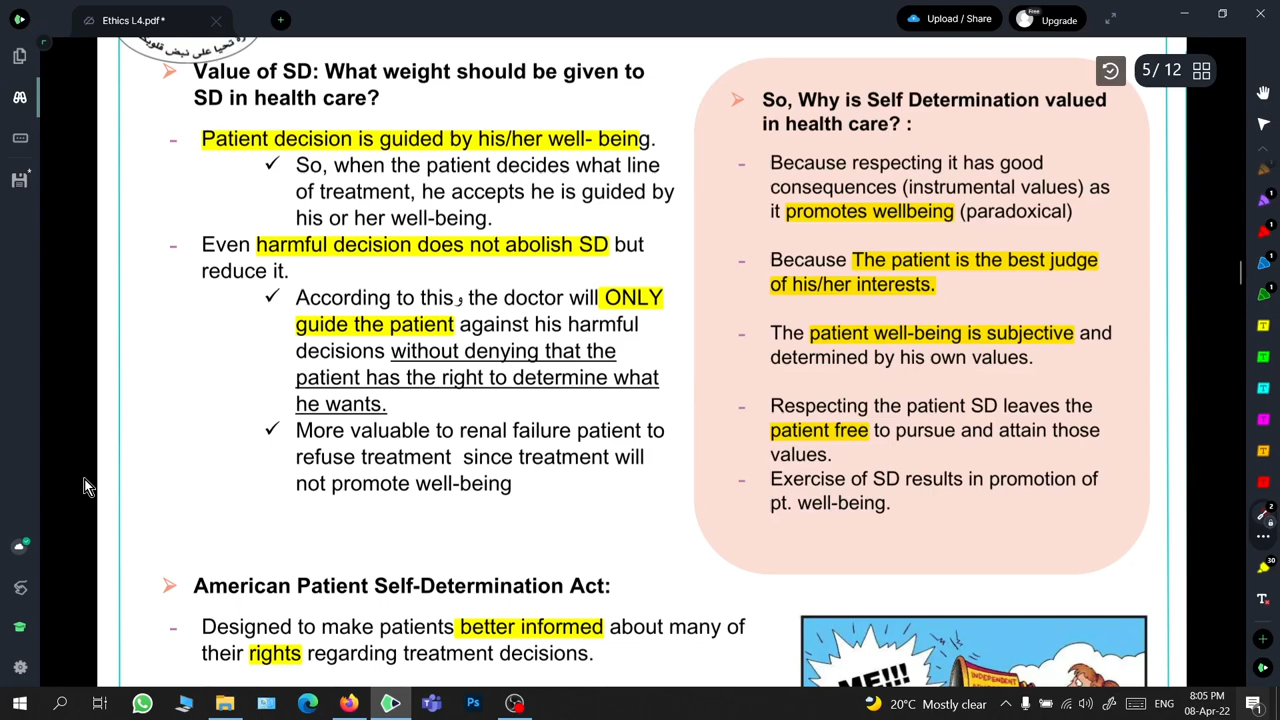 Ethics L4.pdf*
Upload / Share
Free
Upgrade
5/ 12
تحيا على نبض قلوبنا
Value of SD: What weight should be given to
SD in health care?
- Patient decision is guided by his/her well- being.
✓ So, when the patient decides what line
of treatment, he accepts he is guided by
his or her well-being.
- Even harmful decision does not abolish SD but
reduce it.
✓ According to thisو the doctor will ONLY
guide the patient against his harmful
decisions without denying that the
patient has the right to determine what
he wants.
✓ More valuable to renal failure patient to
refuse treatment since treatment will
not promote well-being
So, Why is Self Determination valued
in health care? :
- Because respecting it has good
consequences (instrumental values) as
it promotes wellbeing (paradoxical)
- Because The patient is the best judge
of his/her interests.
- The patient well-being is subjective and
determined by his own values.
- Respecting the patient SD leaves the
patient free to pursue and attain those
values.
- Exercise of SD results in promotion of
pt. well-being.
American Patient Self-Determination Act:
- Designed to make patients better informed about many of
their rights regarding treatment decisions.
ME!!!
INDEPENDENT
20°C Mostly clear
ENG
8:05 PM
08-Apr-22